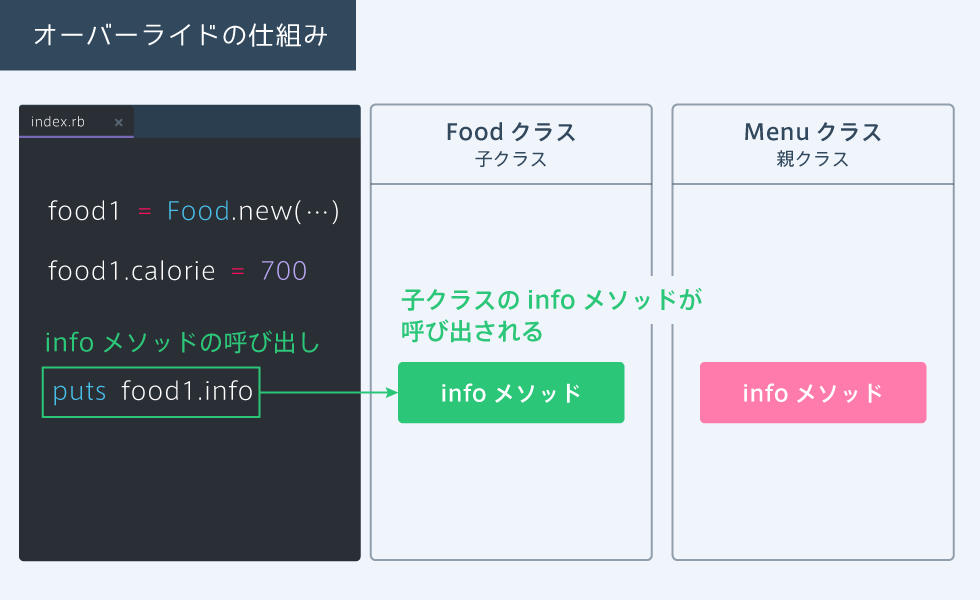 オーバーライドの仕組み
index.rb ×
food1 = Food.new(…)
food1.calorie = 700
info メソッドの呼び出し
puts food1.info
Food クラス
子クラス
子クラスの info メソッドが
呼び出される
info メソッド
Menu クラス
親クラス
info メソッド